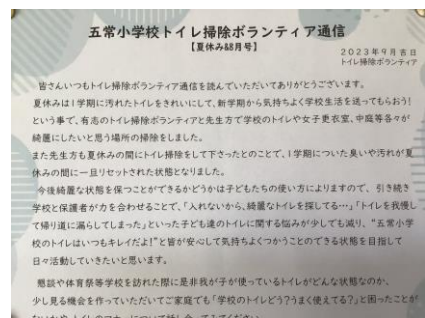 五常小学校トイレ掃除ボランティア通信
【夏休み&8月号】
2023年9月吉日
トイレ掃除ボランティア
皆さんいつもトイレ掃除ボランティア通信を読んでいただいてありがとうございます。
夏休みは1学期に汚れたトイレをきれいにして、新学期から気持ちよく学校生活を送ってもらおう!
という事で、有志のトイレ掃除ボランティアと先生方で学校のトイレや女子更衣室、中庭等各々が
綺麗にしたいと思う場所の掃除をしました。
また先生方も夏休みの間にトイレ掃除をして下さったとのことで、1学期についた臭いや汚れが夏
休みの間に一旦リセットされた状態となりました。
今後綺麗な状態を保つことができるかどうかは子どもたちの使い方によりますので、引き続き
学校と保護者が力を合わせることで、「入れないから、綺麗なトイレを探してる…」「トイレを我慢し
て帰り道に漏らしてしまった」といった子ども達のトイレに関する悩みが少しでも減り、"五常小学
校のトイレはいつもキレイだよ!"と皆が安心して気持ちよくつかうことのできる状態を目指して
日々活動していきたいと思います。
懇談や体育祭等学校を訪れた際に是非我が子が使っているトイレがどんな状態なのか、
少し見る機会を作っていただいてご家庭でも「学校のトイレどう?うまく使えてる?」と困ったことが